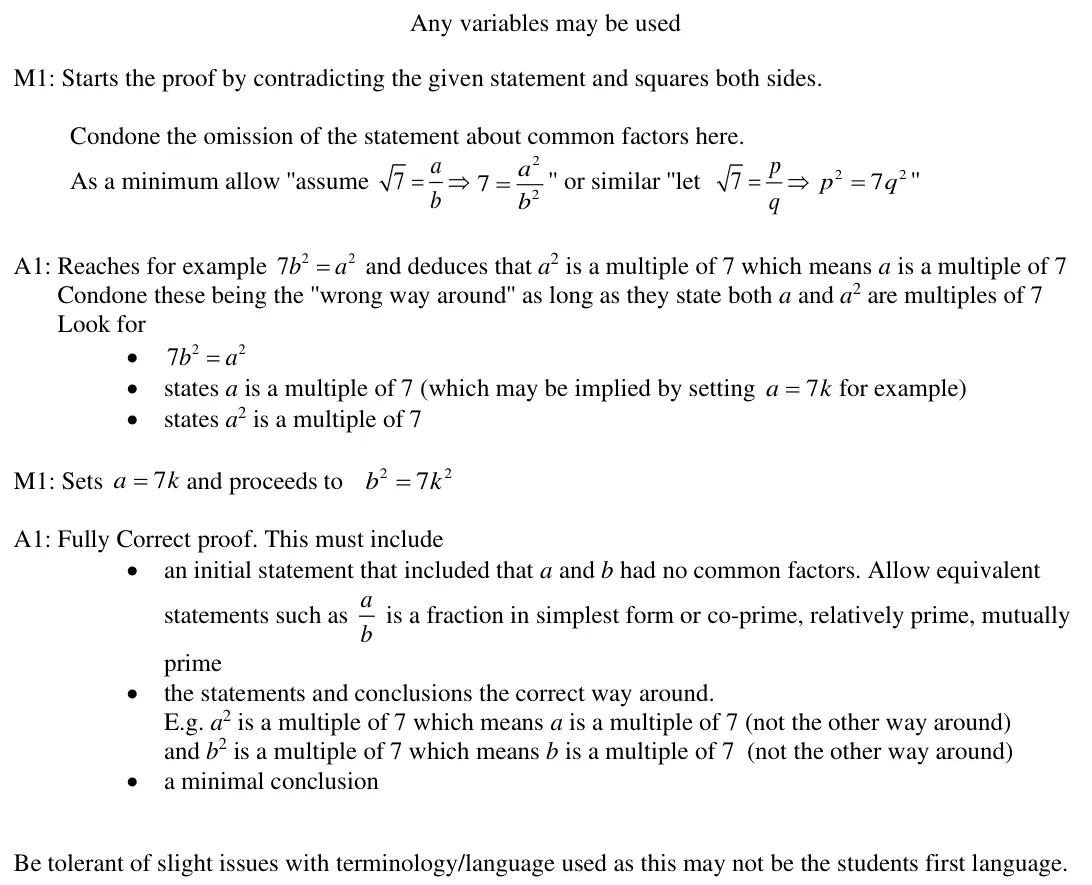 Any variables may be used
M1: Starts the proof by contradicting the given statement and squares both sides.
Condone the omission of the statement about common factors here.
As a minimum allow "assume √7 = a/b ⇒ 7 = a²/b² " or similar "let √7 = p/q ⇒ p² = 7q² "
A1: Reaches for example 7b² = a² and deduces that a² is a multiple of 7 which means a is a multiple of 7
Condone these being the "wrong way around" as long as they state both a and a² are multiples of 7
Look for
• 7b² = a²
• states a is a multiple of 7 (which may be implied by setting a = 7k for example)
• states a² is a multiple of 7
M1: Sets a = 7k and proceeds to b² = 7k²
A1: Fully Correct proof. This must include
• an initial statement that included that a and b had no common factors. Allow equivalent
statements such as a/b is a fraction in simplest form or co-prime, relatively prime, mutually
prime
• the statements and conclusions the correct way around.
E.g. a² is a multiple of 7 which means a is a multiple of 7 (not the other way around)
and b² is a multiple of 7 which means b is a multiple of 7 (not the other way around)
• a minimal conclusion
Be tolerant of slight issues with terminology/language used as this may not be the students first language.